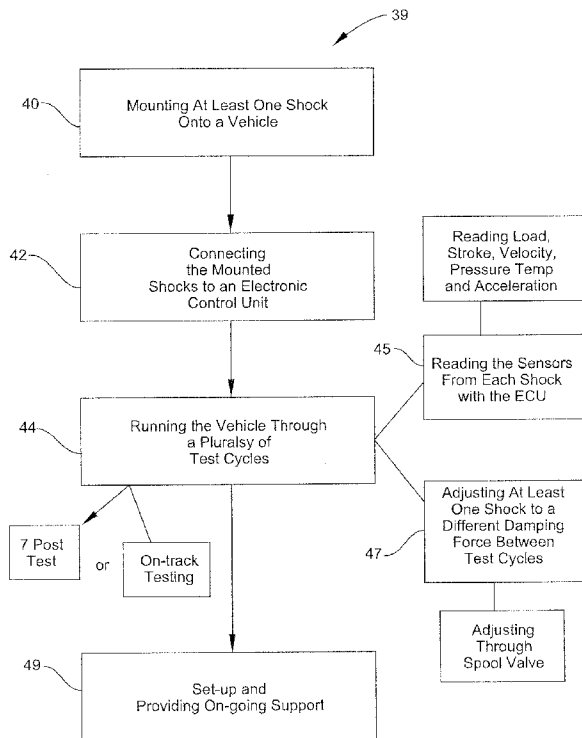 39
40
Mounting At Least One Shock
Onto a Vehicle
42
Connecting
the Mounted
Shocks to an Electronic
Control Unit
Reading Load,
Stroke, Velocity,
Pressure Temp
and Acceleration
45
Reading the Sensors
From Each Shock
with the ECU
44
Running the Vehicle Through
a Pluralsy of
Test Cycles
7 Post
Test
or
On-track
Testing
47
Adjusting At Least
One Shock to a
Different Damping
Force Between
Test Cycles
Adjusting
Through
Spool Valve
49
Set-up and
Providing On-going Support